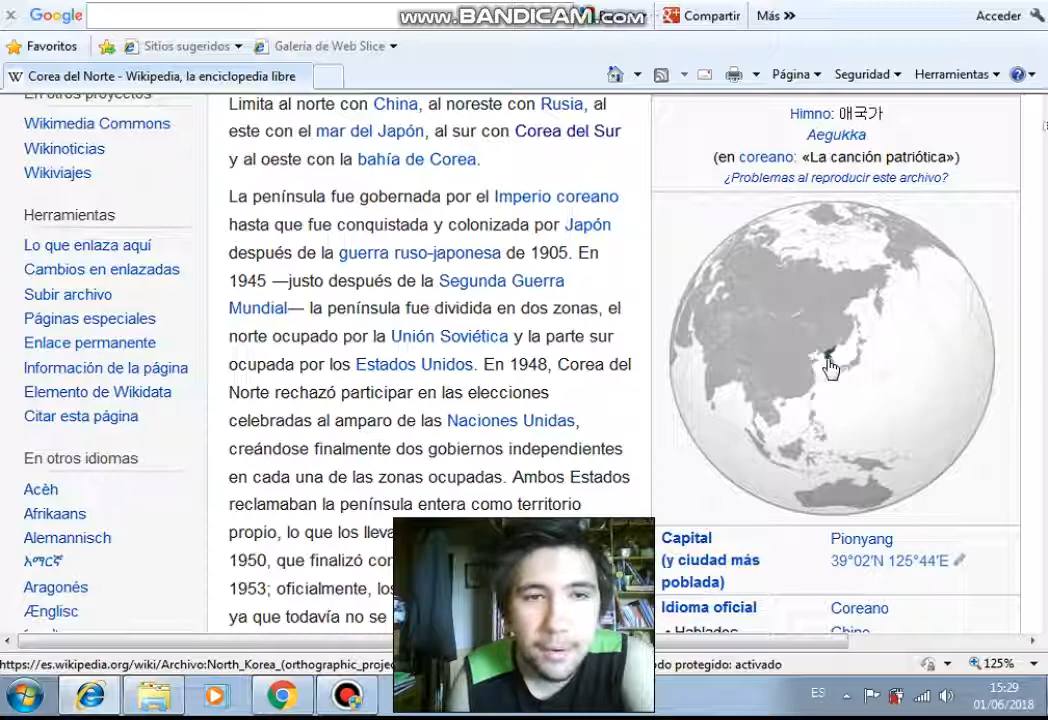 Google
www.BANDICAM.com
Compartir
Más »
Acceder
Favoritos
Sitios sugeridos
Galería de Web Slice
Corea del Norte - Wikipedia, la enciclopedia libre
Página
Seguridad
Herramientas
En otros proyectos
Wikimedia Commons
Wikinoticias
Wikiviajes
Herramientas
Lo que enlaza aquí
Cambios en enlazadas
Subir archivo
Páginas especiales
Enlace permanente
Información de la página
Elemento de Wikidata
Citar esta página
En otros idiomas
Acèh
Afrikaans
Alemannisch
አማርኛ
Aragonés
Ænglisc
Limita al norte con China, al noreste con Rusia, al
este con el mar del Japón, al sur con Corea del Sur
y al oeste con la bahía de Corea.
La península fue gobernada por el Imperio coreano
hasta que fue conquistada y colonizada por Japón
después de la guerra ruso-japonesa de 1905. En
1945 —justo después de la Segunda Guerra
Mundial— la península fue dividida en dos zonas, el
norte ocupado por la Unión Soviética y la parte sur
ocupada por los Estados Unidos. En 1948, Corea del
Norte rechazó participar en las elecciones
celebradas al amparo de las Naciones Unidas,
creándose finalmente dos gobiernos independientes
en cada una de las zonas ocupadas. Ambos Estados
reclamaban la península entera como territorio
propio, lo que los lleva
1950, que finalizó con
1953; oficialmente, los
ya que todavía no se
Himno: 애국가
Aegukka
(en coreano: «La canción patriótica»)
¿Problemas al reproducir este archivo?
Capital
(y ciudad más
poblada)
Pionyang
39°02′N 125°44′E
Idioma oficial
Coreano
• Hablados
Chino
https://es.wikipedia.org/wiki/Archivo:North_Korea_(orthographic_projec
do protegido: activado
125%
ES
15:29
01/06/2018